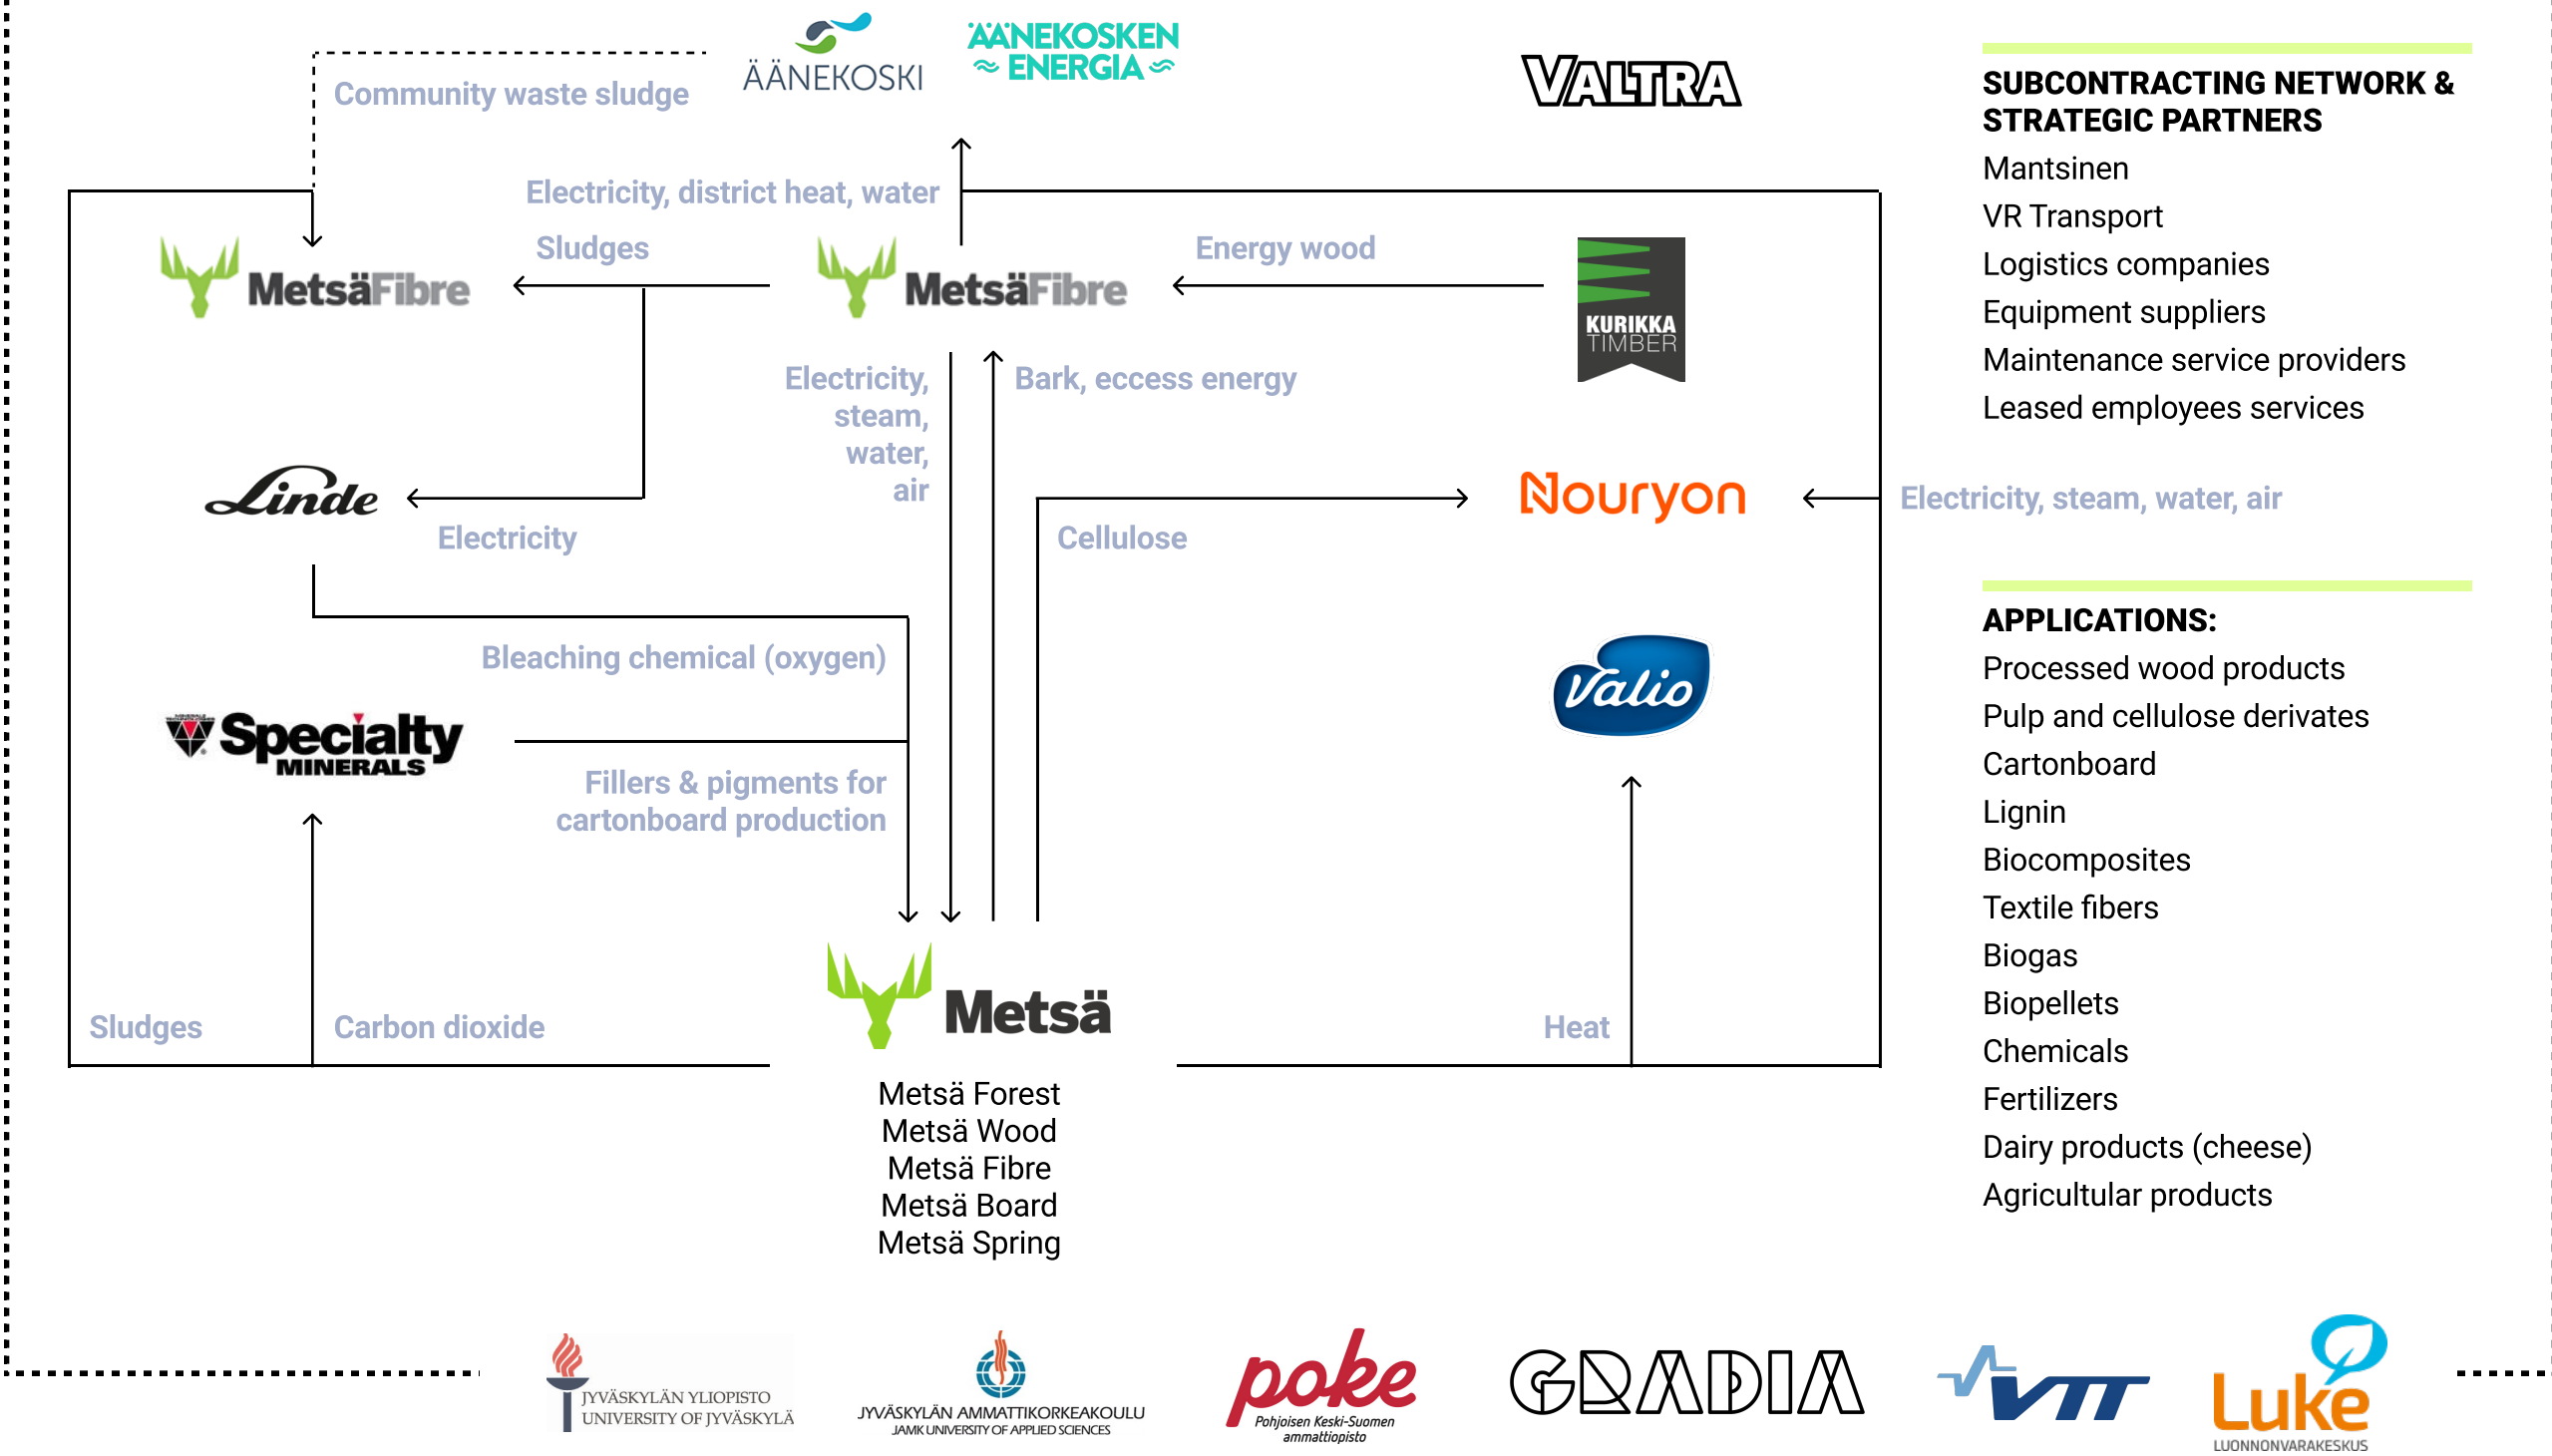 ÄÄNEKOSKI
ÄÄNEKOSKEN
ENERGIA
VALTRA
Community waste sludge
Electricity, district heat, water
Sludges
MetsäFibre
MetsäFibre
Energy wood
KURIKKA
TIMBER
Electricity,
steam,
water,
air
Bark, eccess energy
Linde
Electricity
Cellulose
Nouryon
Electricity, steam, water, air
Bleaching chemical (oxygen)
Valio
Specialty
MINERALS
Fillers & pigments for
cartonboard production
Sludges
Carbon dioxide
Metsä
Heat
Metsä Forest
Metsä Wood
Metsä Fibre
Metsä Board
Metsä Spring
SUBCONTRACTING NETWORK &
STRATEGIC PARTNERS
Mantsinen
VR Transport
Logistics companies
Equipment suppliers
Maintenance service providers
Leased employees services
APPLICATIONS:
Processed wood products
Pulp and cellulose derivates
Cartonboard
Lignin
Biocomposites
Textile fibers
Biogas
Biopellets
Chemicals
Fertilizers
Dairy products (cheese)
Agricultular products
JYVÄSKYLÄN YLIOPISTO
UNIVERSITY OF JYVÄSKYLÄ
JYVÄSKYLÄN AMMATTIKORKEAKOULU
JAMK UNIVERSITY OF APPLIED SCIENCES
poke
Pohjoisen Keski-Suomen
ammattiopisto
GRADIA
VTT
Luke
LUONNONVARAKESKUS